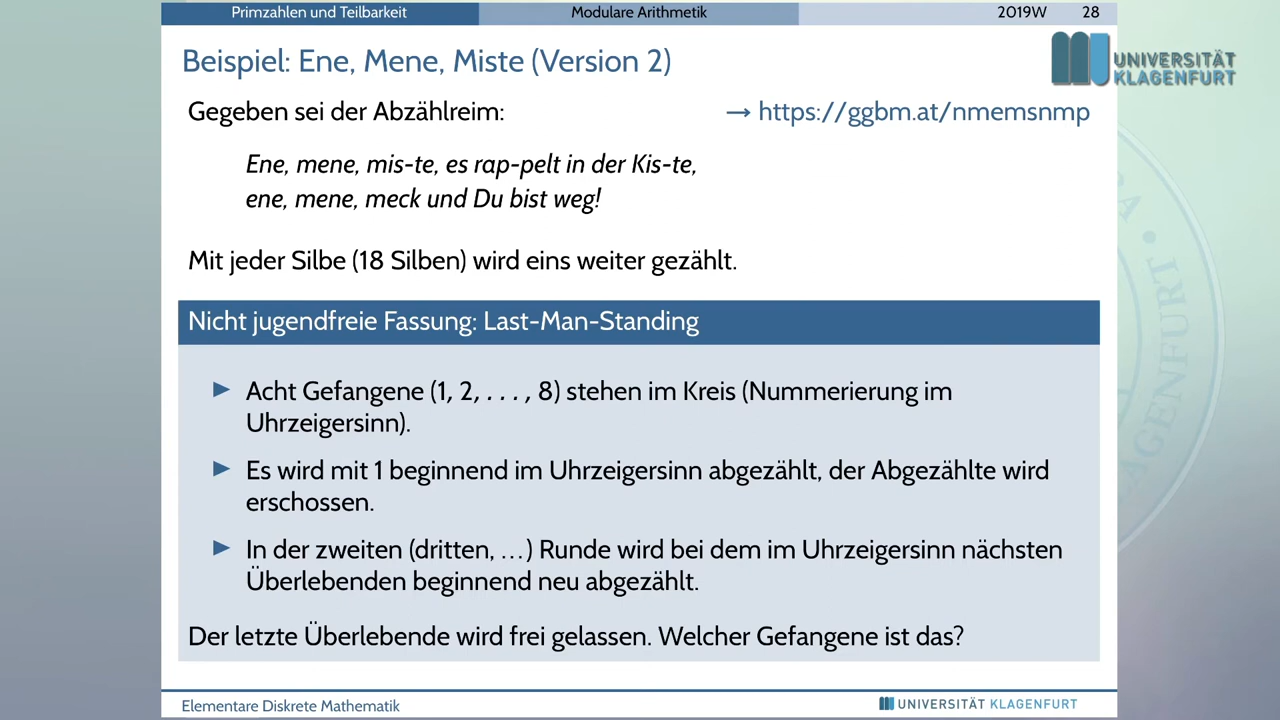 Primzahlen und Teilbarkeit Modulare Arithmetik 2019W 28
Beispiel: Ene, Mene, Miste (Version 2)
UNIVERSITÄT
KLAGENFURT
Gegeben sei der Abzählreim: → https://ggbm.at/nmemsnmp
Ene, mene, mis-te, es rap-pelt in der Kis-te,
ene, mene, meck und Du bist weg!
Mit jeder Silbe (18 Silben) wird eins weiter gezählt.
Nicht jugendfreie Fassung: Last-Man-Standing
▶ Acht Gefangene (1, 2, . . . , 8) stehen im Kreis (Nummerierung im
Uhrzeigersinn).
▶ Es wird mit 1 beginnend im Uhrzeigersinn abgezählt, der Abgezählte wird
erschossen.
▶ In der zweiten (dritten, …) Runde wird bei dem im Uhrzeigersinn nächsten
Überlebenden beginnend neu abgezählt.
Der letzte Überlebende wird frei gelassen. Welcher Gefangene ist das?
Elementare Diskrete Mathematik UNIVERSITÄT KLAGENFURT